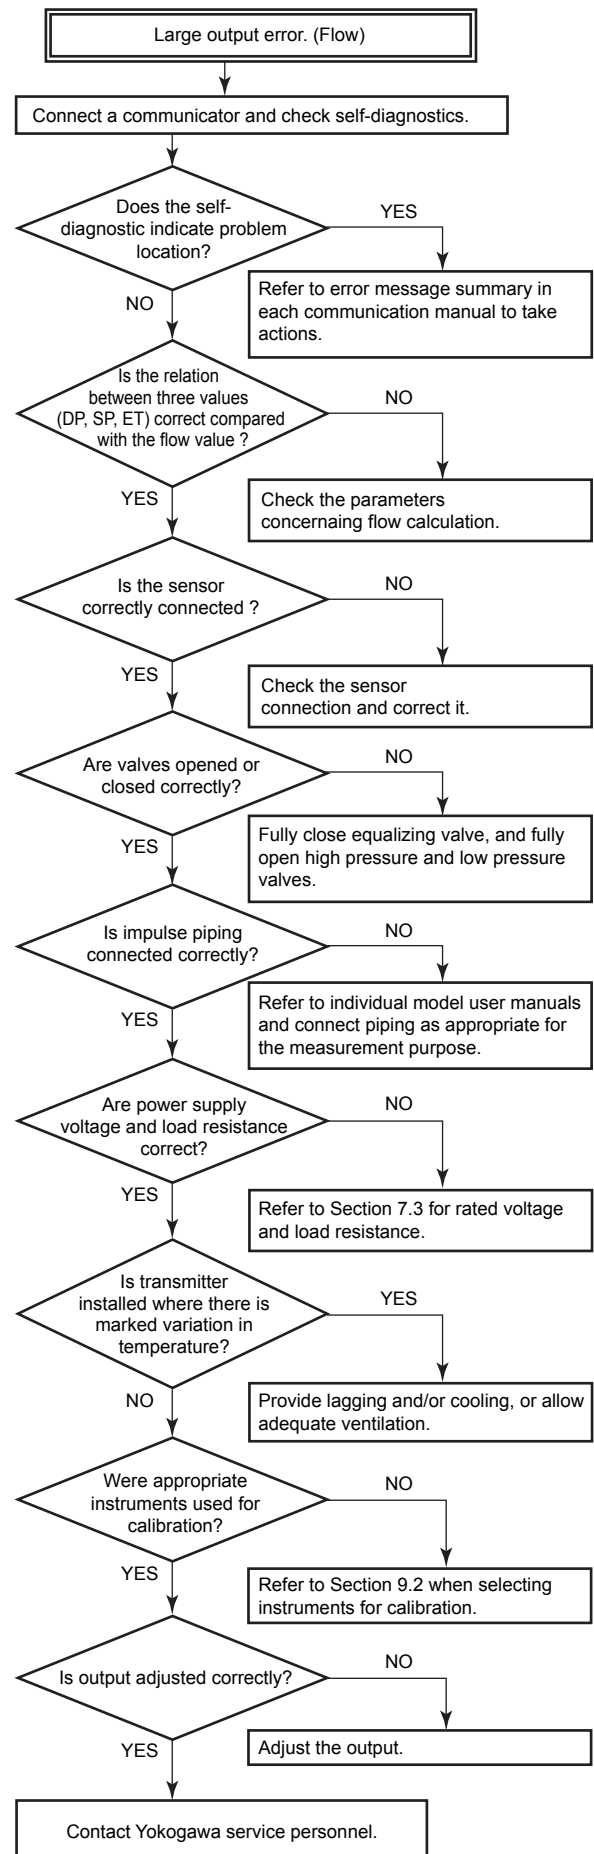 Large output error. (Flow)
Connect a communicator and check self-diagnostics.
Does the self-
diagnostic indicate problem
location?
YES
Refer to error message summary in
each communication manual to take
actions.
NO
Is the relation
between three values
(DP, SP, ET) correct compared
with the flow value ?
NO
Check the parameters
concernaing flow calculation.
YES
Is the sensor
correctly connected ?
NO
Check the sensor
connection and correct it.
YES
Are valves opened or
closed correctly?
NO
Fully close equalizing valve, and fully
open high pressure and low pressure
valves.
YES
Is impulse piping
connected correctly?
NO
Refer to individual model user manuals
and connect piping as appropriate for
the measurement purpose.
YES
Are power supply
voltage and load resistance
correct?
NO
Refer to Section 7.3 for rated voltage
and load resistance.
YES
Is transmitter
installed where there is
marked variation in
temperature?
YES
Provide lagging and/or cooling, or allow
adequate ventilation.
NO
Were appropriate
instruments used for
calibration?
NO
Refer to Section 9.2 when selecting
instruments for calibration.
YES
Is output adjusted correctly?
NO
Adjust the output.
YES
Contact Yokogawa service personnel.